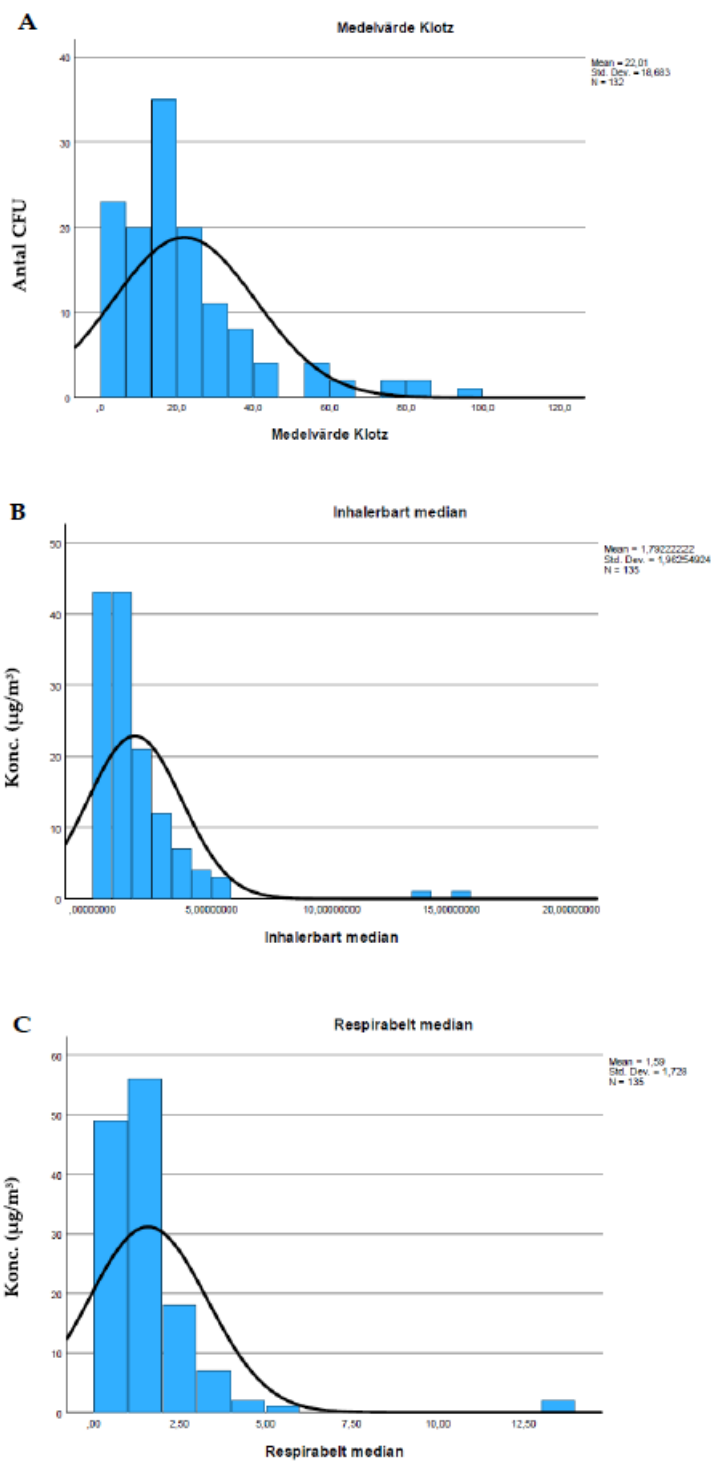 A
Medelvärde Klotz
Mean = 22,01
Std. Dev. = 18,683
N = 132
40
30
20
10
0
Antal CFU
,0 20,0 40,0 60,0 80,0 100,0 120,0
Medelvärde Klotz
B
Inhalerbart median
Mean = 1,79222222
Std. Dev. = 1,96254924
N = 135
50
40
30
20
10
0
Konc. (µg/m³)
,00000000 5,00000000 10,00000000 15,00000000 20,00000000
Inhalerbart median
C
Respirabelt median
Mean = 1,59
Std. Dev. = 1,728
N = 135
60
50
40
30
20
10
0
Konc. (µg/m³)
,00 2,50 5,00 7,50 10,00 12,50
Respirabelt median